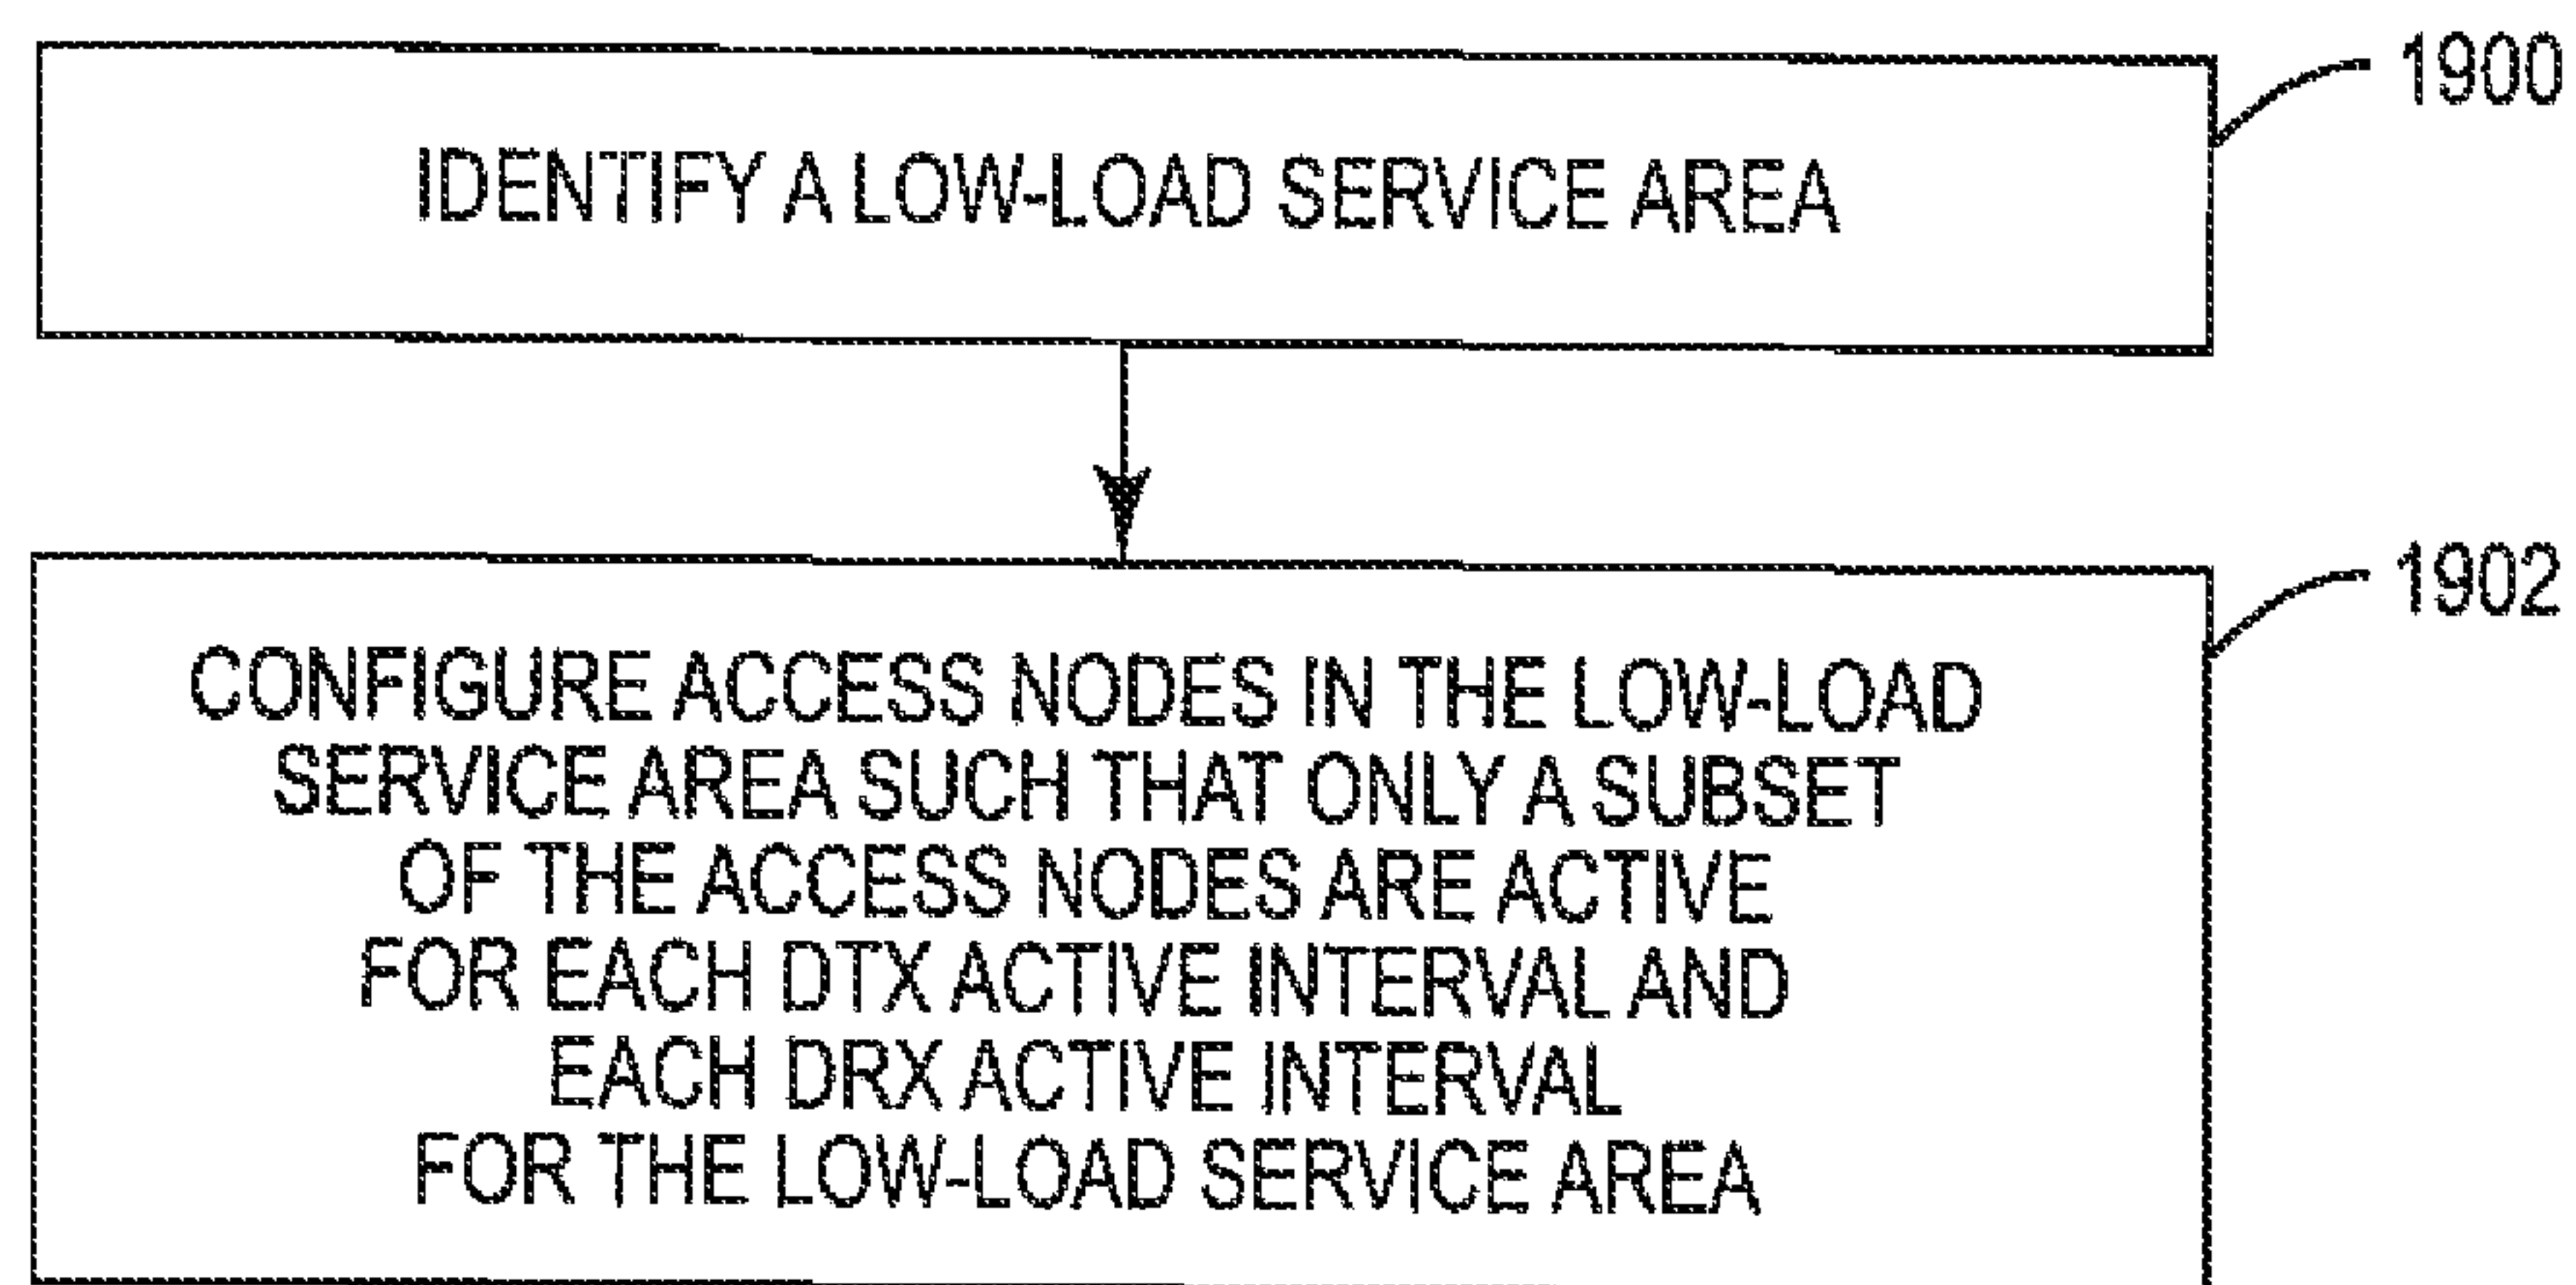 1900
IDENTIFY A LOW-LOAD SERVICE AREA
1902
CONFIGURE ACCESS NODES IN THE LOW-LOAD
SERVICE AREA SUCH THAT ONLY A SUBSET
OF THE ACCESS NODES ARE ACTIVE
FOR EACH DTX ACTIVE INTERVAL AND
EACH DRX ACTIVE INTERVAL
FOR THE LOW-LOAD SERVICE AREA